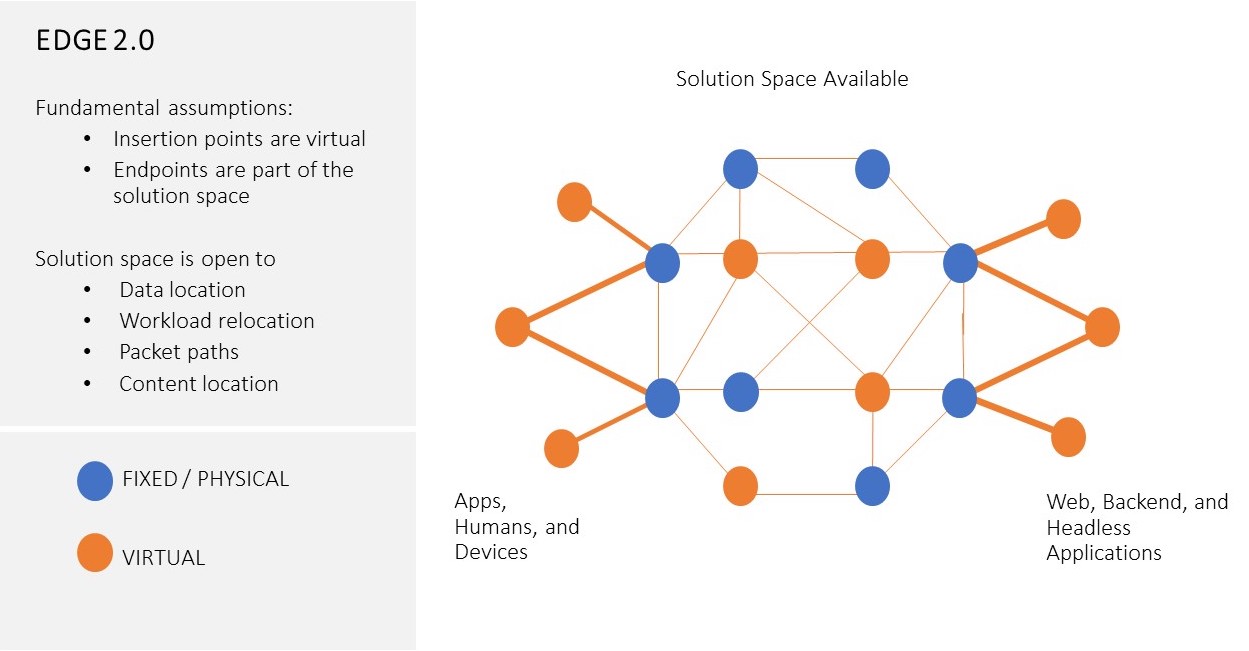 EDGE 2.0
Fundamental assumptions:
• Insertion points are virtual
• Endpoints are part of the
solution space
Solution space is open to
• Data location
• Workload relocation
• Packet paths
• Content location
FIXED / PHYSICAL
VIRTUAL
Solution Space Available
Apps,
Humans, and
Devices
Web, Backend, and
Headless
Applications